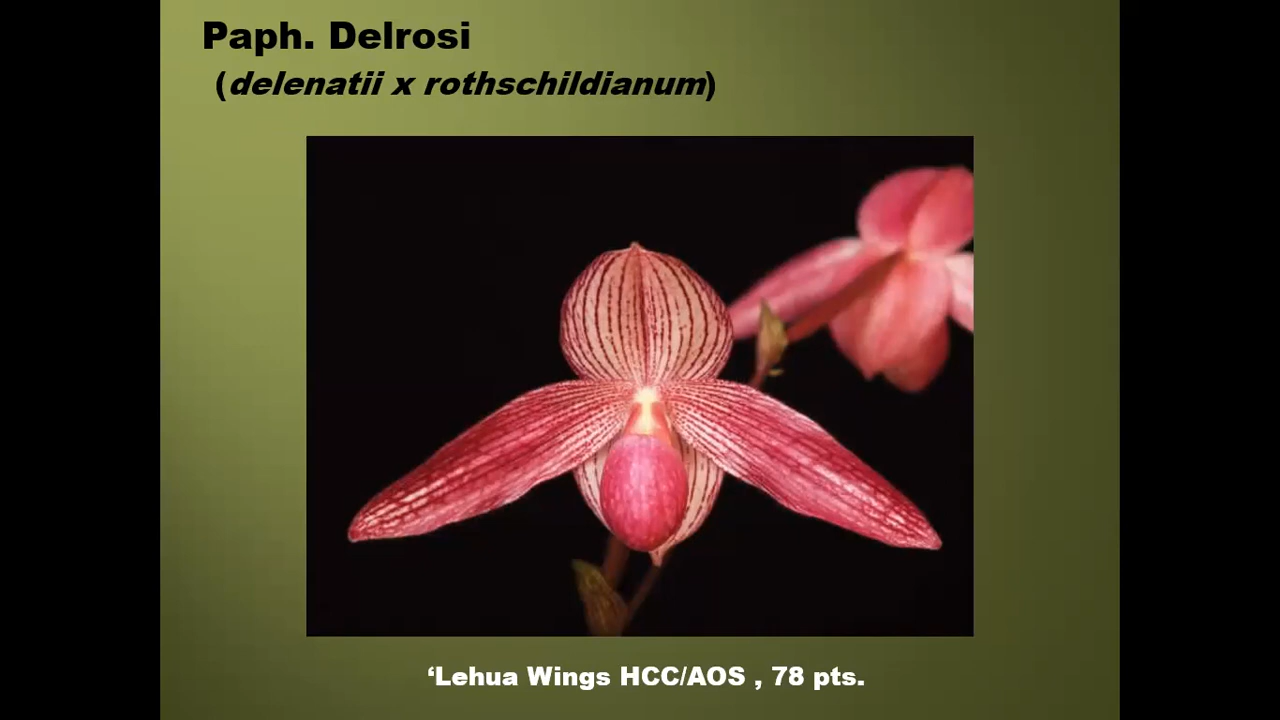 Paph. Delrosi
(delenatii x rothschildianum)
‘Lehua Wings HCC/AOS , 78 pts.